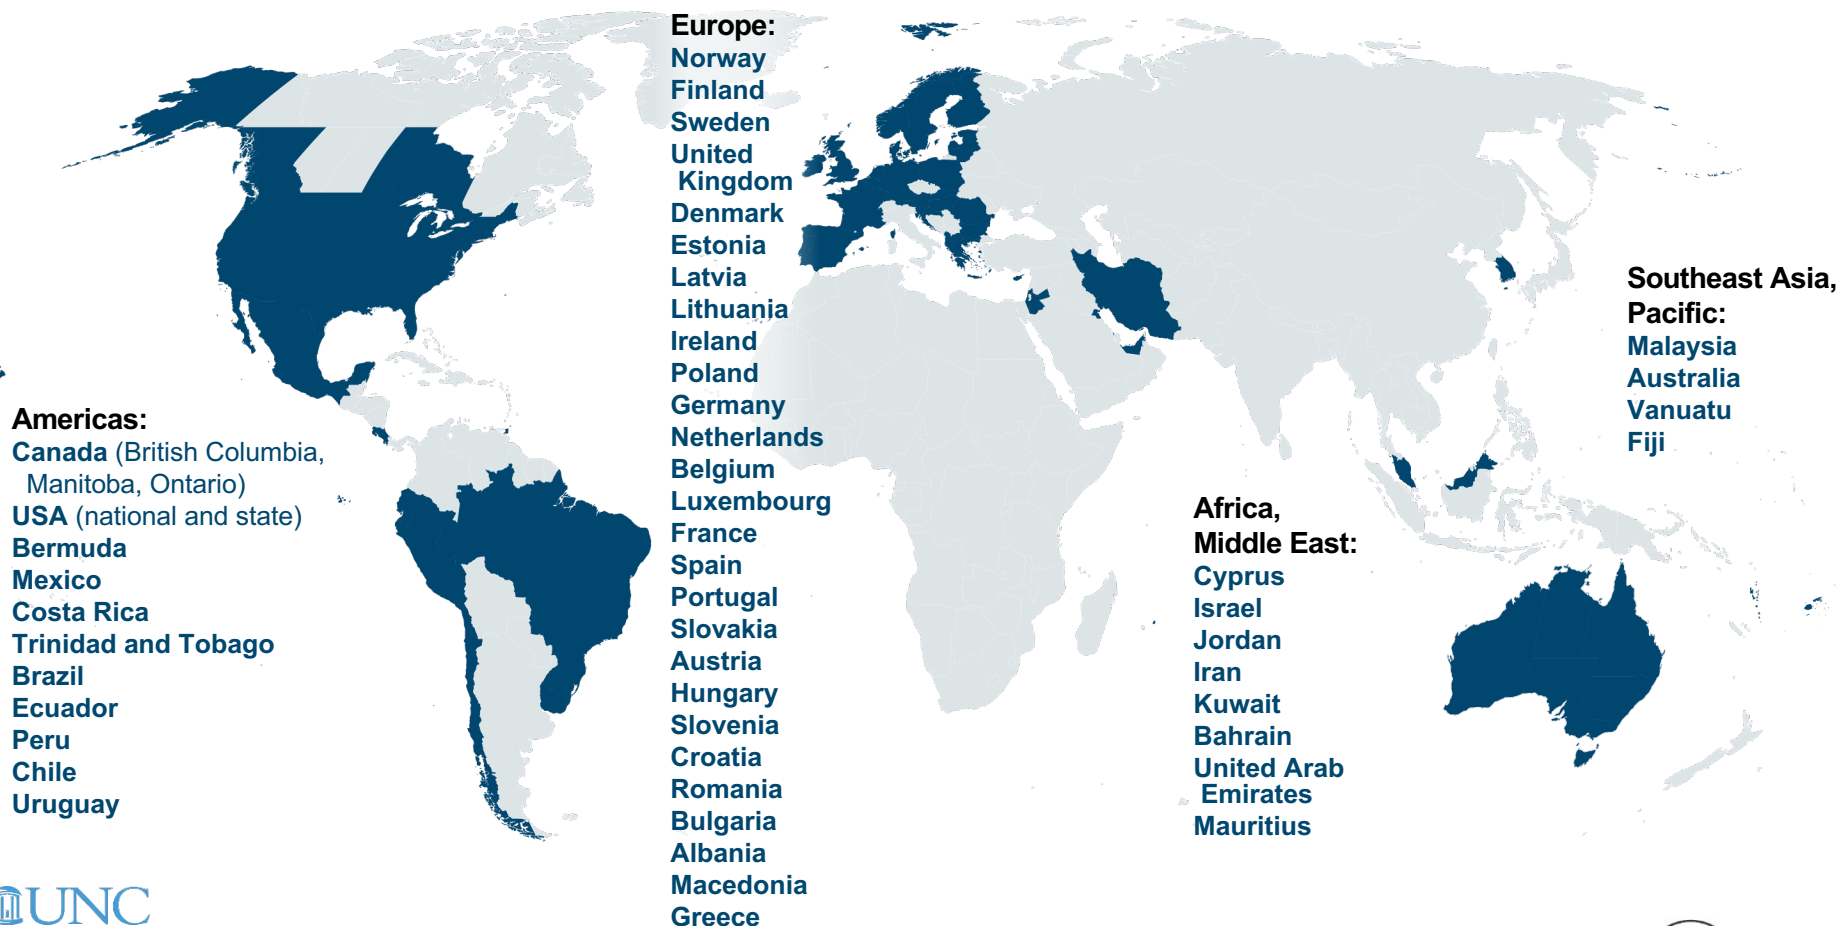 Europe:
Norway
Finland
Sweden
United
Kingdom
Denmark
Estonia
Latvia
Lithuania
Ireland
Poland
Germany
Netherlands
Belgium
Luxembourg
France
Spain
Portugal
Slovakia
Austria
Hungary
Slovenia
Croatia
Romania
Bulgaria
Albania
Macedonia
Greece
Americas:
Canada (British Columbia,
Manitoba, Ontario)
USA (national and state)
Bermuda
Mexico
Costa Rica
Trinidad and Tobago
Brazil
Ecuador
Peru
Chile
Uruguay
Africa,
Middle East:
Cyprus
Israel
Jordan
Iran
Kuwait
Bahrain
United Arab
Emirates
Mauritius
Southeast Asia,
Pacific:
Malaysia
Australia
Vanuatu
Fiji
UNC